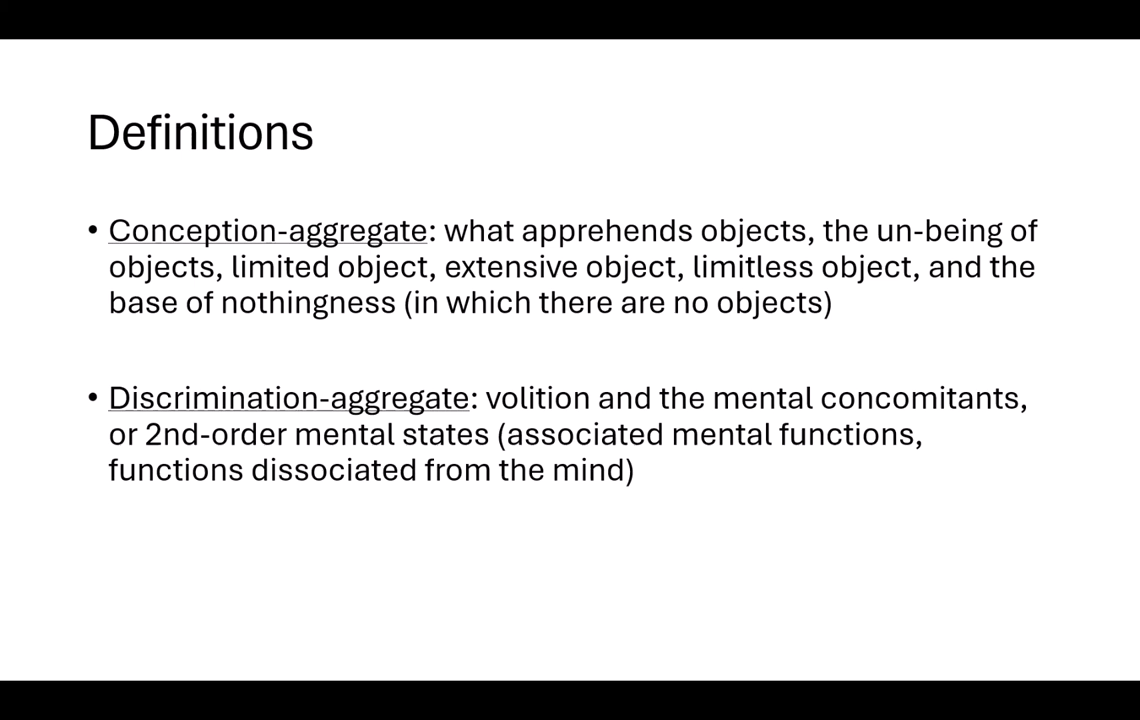 Definitions
• Conception-aggregate: what apprehends objects, the un-being of
objects, limited object, extensive object, limitless object, and the
base of nothingness (in which there are no objects)
• Discrimination-aggregate: volition and the mental concomitants,
or 2nd-order mental states (associated mental functions,
functions dissociated from the mind)